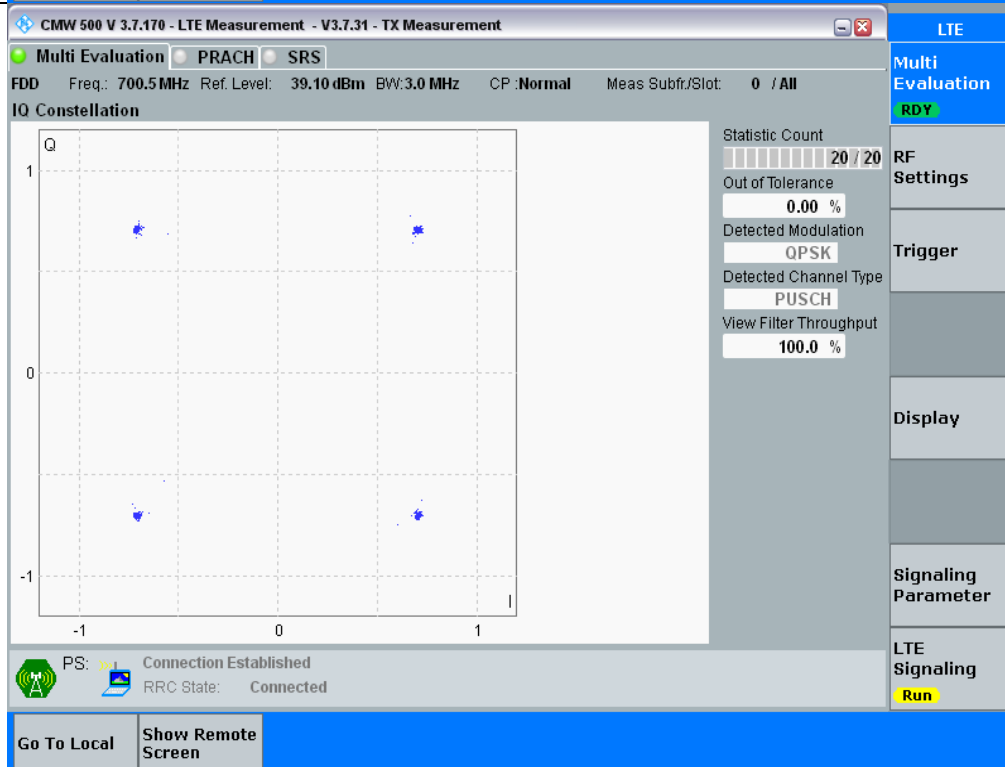 CMW 500 V 3.7.170 - LTE Measurement - V3.7.31 - TX Measurement
LTE
Multi Evaluation PRACH SRS
FDD Freq.: 700.5 MHz Ref. Level: 39.10 dBm BW:3.0 MHz CP :Normal Meas Subfr./Slot: 0 / All
IQ Constellation
Q
1
0
-1
-1 0 1
I
Statistic Count
20 / 20
Out of Tolerance
0.00 %
Detected Modulation
QPSK
Detected Channel Type
PUSCH
View Filter Throughput
100.0 %
Multi
Evaluation
RDY
RF
Settings
Trigger
Display
Signaling
Parameter
LTE
Signaling
Run
PS: Connection Established
RRC State: Connected
Go To Local
Show Remote
Screen